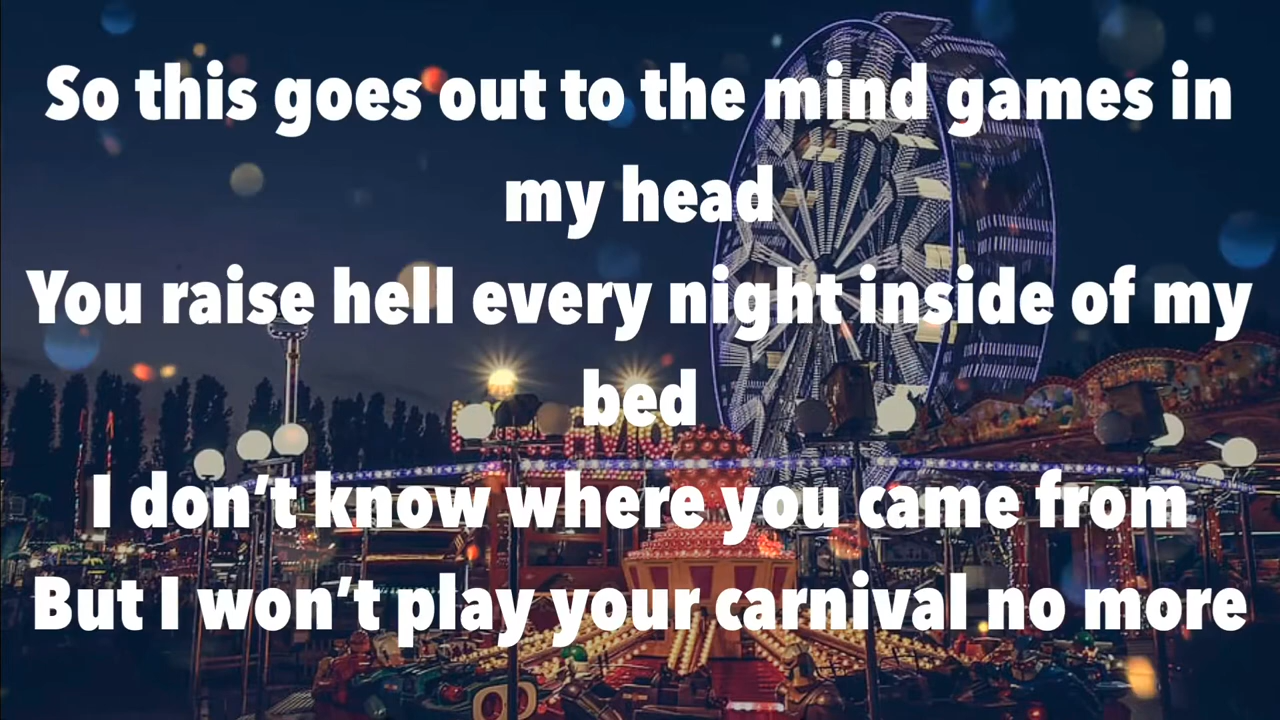 So this goes out to the mind games in
my head
You raise hell every night inside of my
bed
I don't know where you came from
But I won't play your carnival no more